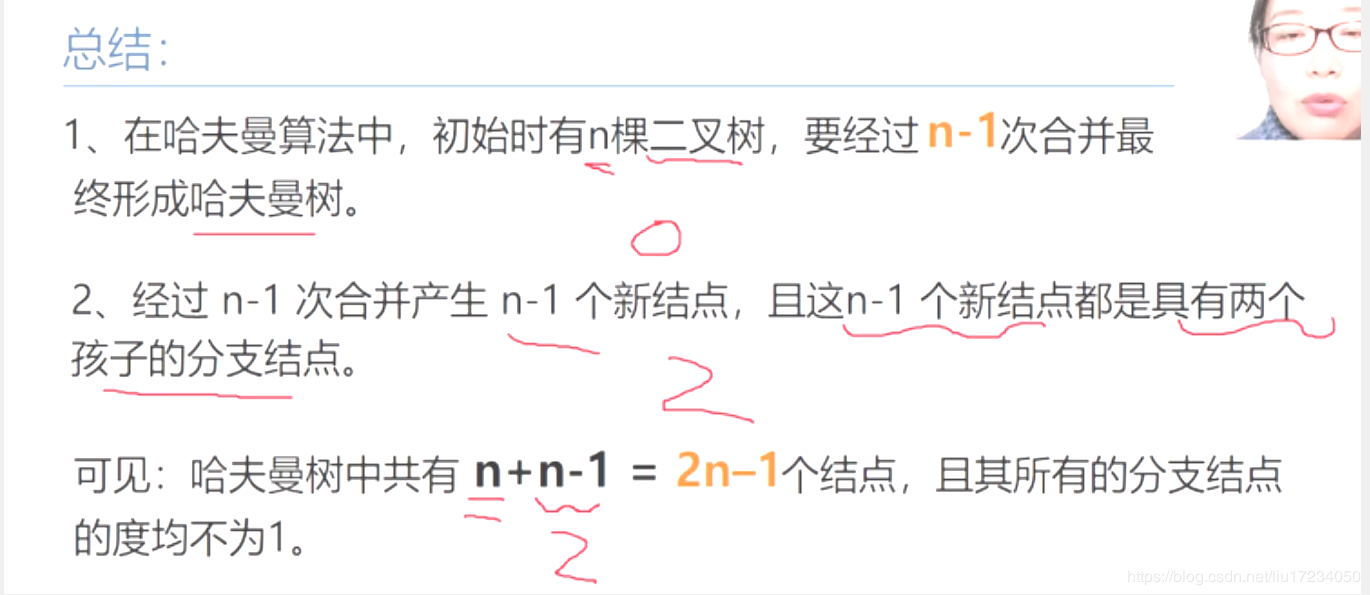 总结：
1、在哈夫曼算法中，初始时有n棵二叉树，要经过n-1次合并最
终形成哈夫曼树。
0
2、经过 n-1 次合并产生 n-1 个新结点，且这n-1 个新结点都是具有两个
孩子的分支结点。
2
可见：哈夫曼树中共有 n+n-1 = 2n–1个结点，且其所有的分支结点
的度均不为1。
2
https://blog.csdn.net/liu17234050